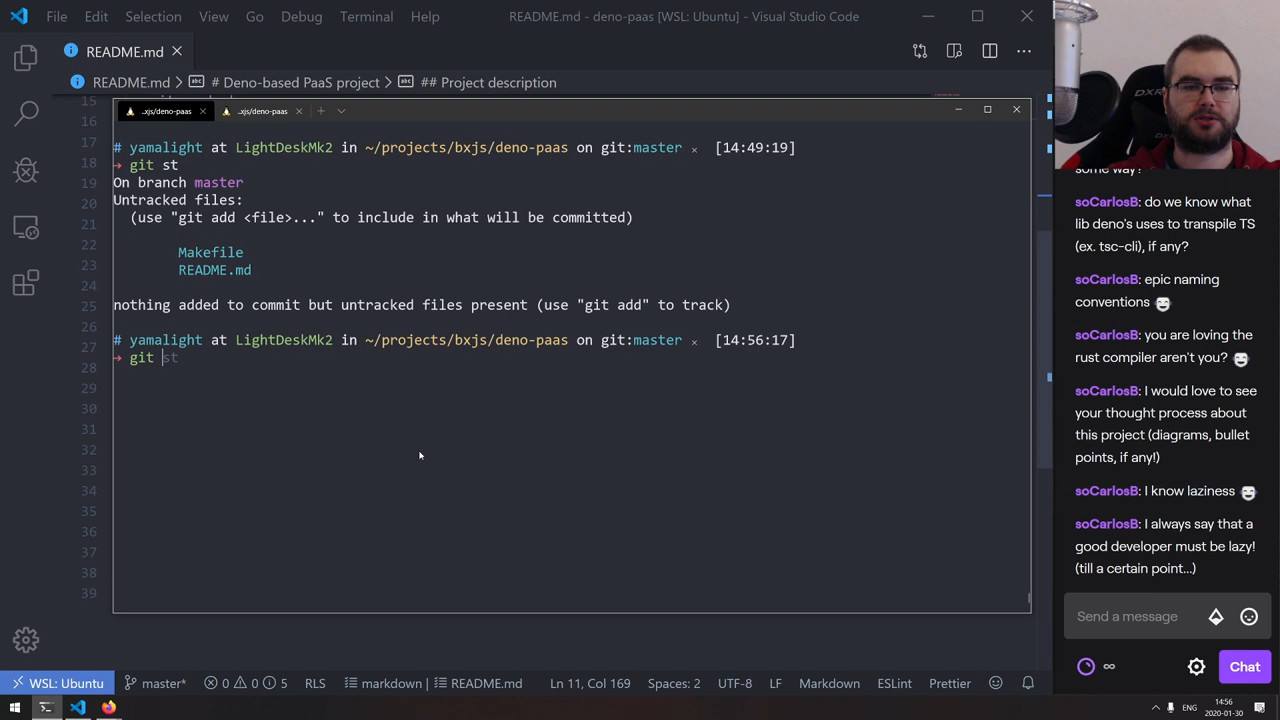 File Edit Selection View Go Debug Terminal Help README.md - deno-paas [WSL: Ubuntu] - Visual Studio Code
README.md
README.md > # Deno-based PaaS project > ## Project description
..xjs/deno-paas ..xjs/deno-paas
15
16
17
18
19
20
21
22
23
24
25
26
27
28
29
30
31
32
33
34
35
36
37
38
39
# yamalight at LightDeskMk2 in ~/projects/bxjs/deno-paas on git:master × [14:49:19]
→ git st
On branch master
Untracked files:
(use "git add <file>..." to include in what will be committed)
Makefile
README.md
nothing added to commit but untracked files present (use "git add" to track)
# yamalight at LightDeskMk2 in ~/projects/bxjs/deno-paas on git:master × [14:56:17]
→ git st
WSL: Ubuntu master* 0 0 5 RLS markdown | README.md Ln 11, Col 169 Spaces: 2 UTF-8 LF Markdown ESLint Prettier
DXR
some way?
soCarlosB: do we know what
lib deno's uses to transpile TS
(ex. tsc-cli), if any?
soCarlosB: epic naming
conventions
soCarlosB: you are loving the
rust compiler aren't you?
soCarlosB: I would love to see
your thought process about
this project (diagrams, bullet
points, if any!)
soCarlosB: I know laziness
soCarlosB: I always say that a
good developer must be lazy!
(till a certain point...)
Send a message
∞ Chat
ENG
14:56
2020-01-30